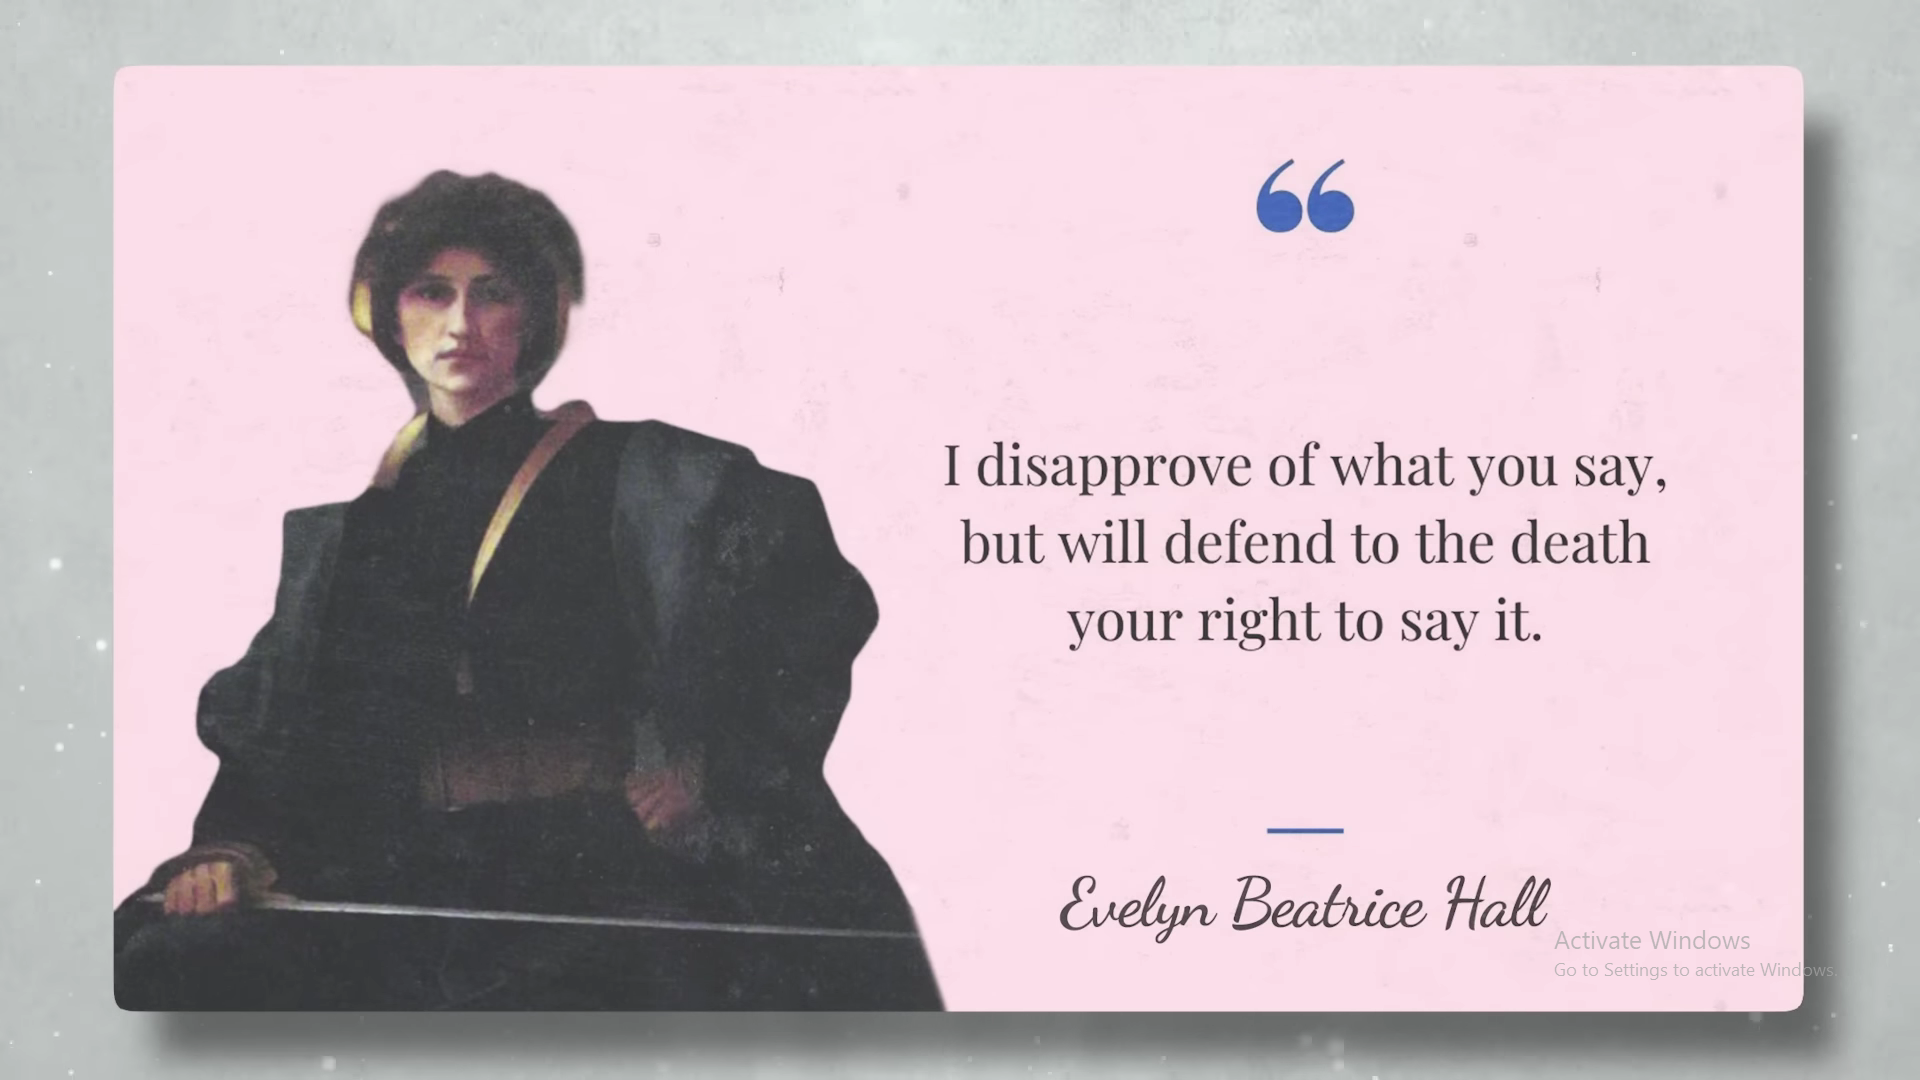 “
I disapprove of what you say,
but will defend to the death
your right to say it.
Evelyn Beatrice Hall
Activate Windows
Go to Settings to activate Windows.